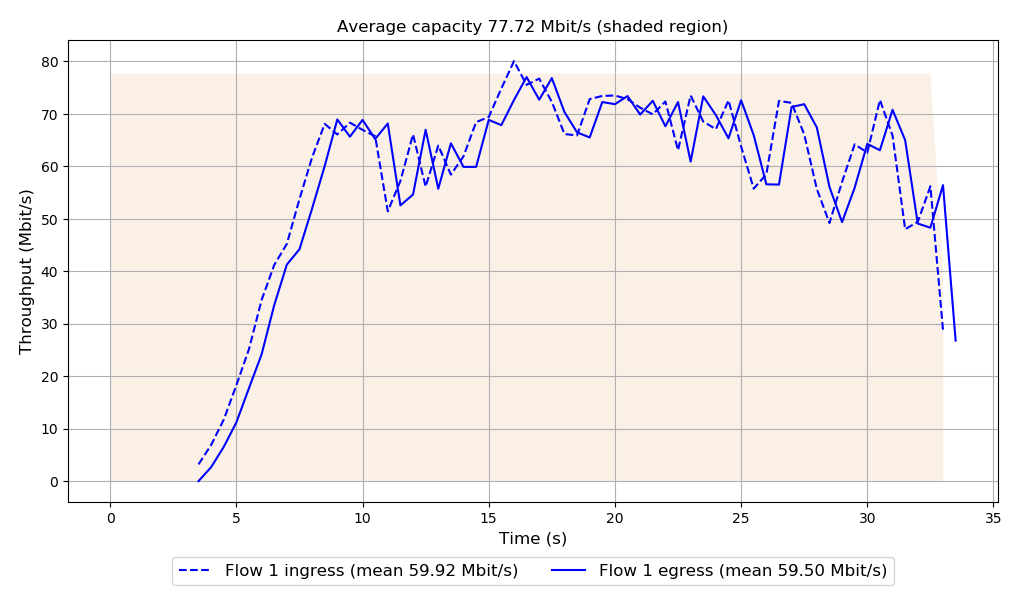 Average capacity 77.72 Mbit/s (shaded region)
80
70
60
50
40
30
20
10
0
Throughput (Mbit/s)
0 5 10 15 20 25 30 35
Time (s)
Flow 1 ingress (mean 59.92 Mbit/s) Flow 1 egress (mean 59.50 Mbit/s)